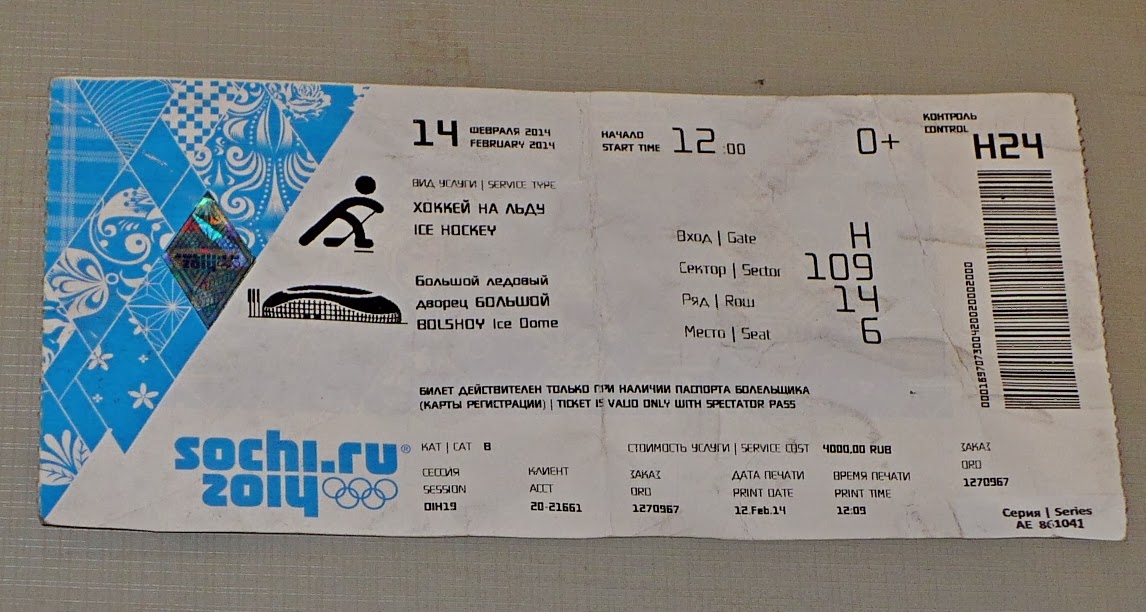 14 ФЕВРАЛЯ 2014
FEBRUARY 2014
НАЧАЛО
START TIME 12:00
0+
КОНТРОЛЬ
CONTROL
H24
ВИД УСЛУГИ | SERVICE TYPE
ХОККЕЙ НА ЛЬДУ
ICE HOCKEY
Большой ледовый
дворец БОЛЬШОЙ
BOLSHOY Ice Dome
Вход | Gate H
Сектор | Sector 109
Ряд | Row 14
Место | Seat 6
БИЛЕТ ДЕЙСТВИТЕЛЕН ТОЛЬКО ПРИ НАЛИЧИИ ПАСПОРТА БОЛЕЛЬЩИКА
(КАРТЫ РЕГИСТРАЦИИ) | TICKET IS VALID ONLY WITH SPECTATOR PASS
sochi.ru®
2014
КАТ | CAT B
СТОИМОСТЬ УСЛУГИ | SERVICE COST 4000,00 RUB
СЕССИЯ
SESSION
OIH19
КЛИЕНТ
ACCT
20-21661
ЗАКАЗ
ORD
1270967
ДАТА ПЕЧАТИ
PRINT DATE
12.Feb.14
ВРЕМЯ ПЕЧАТИ
PRINT TIME
12:09
ЗАКАЗ
ORD
1270967
Серия | Series
AE 861041